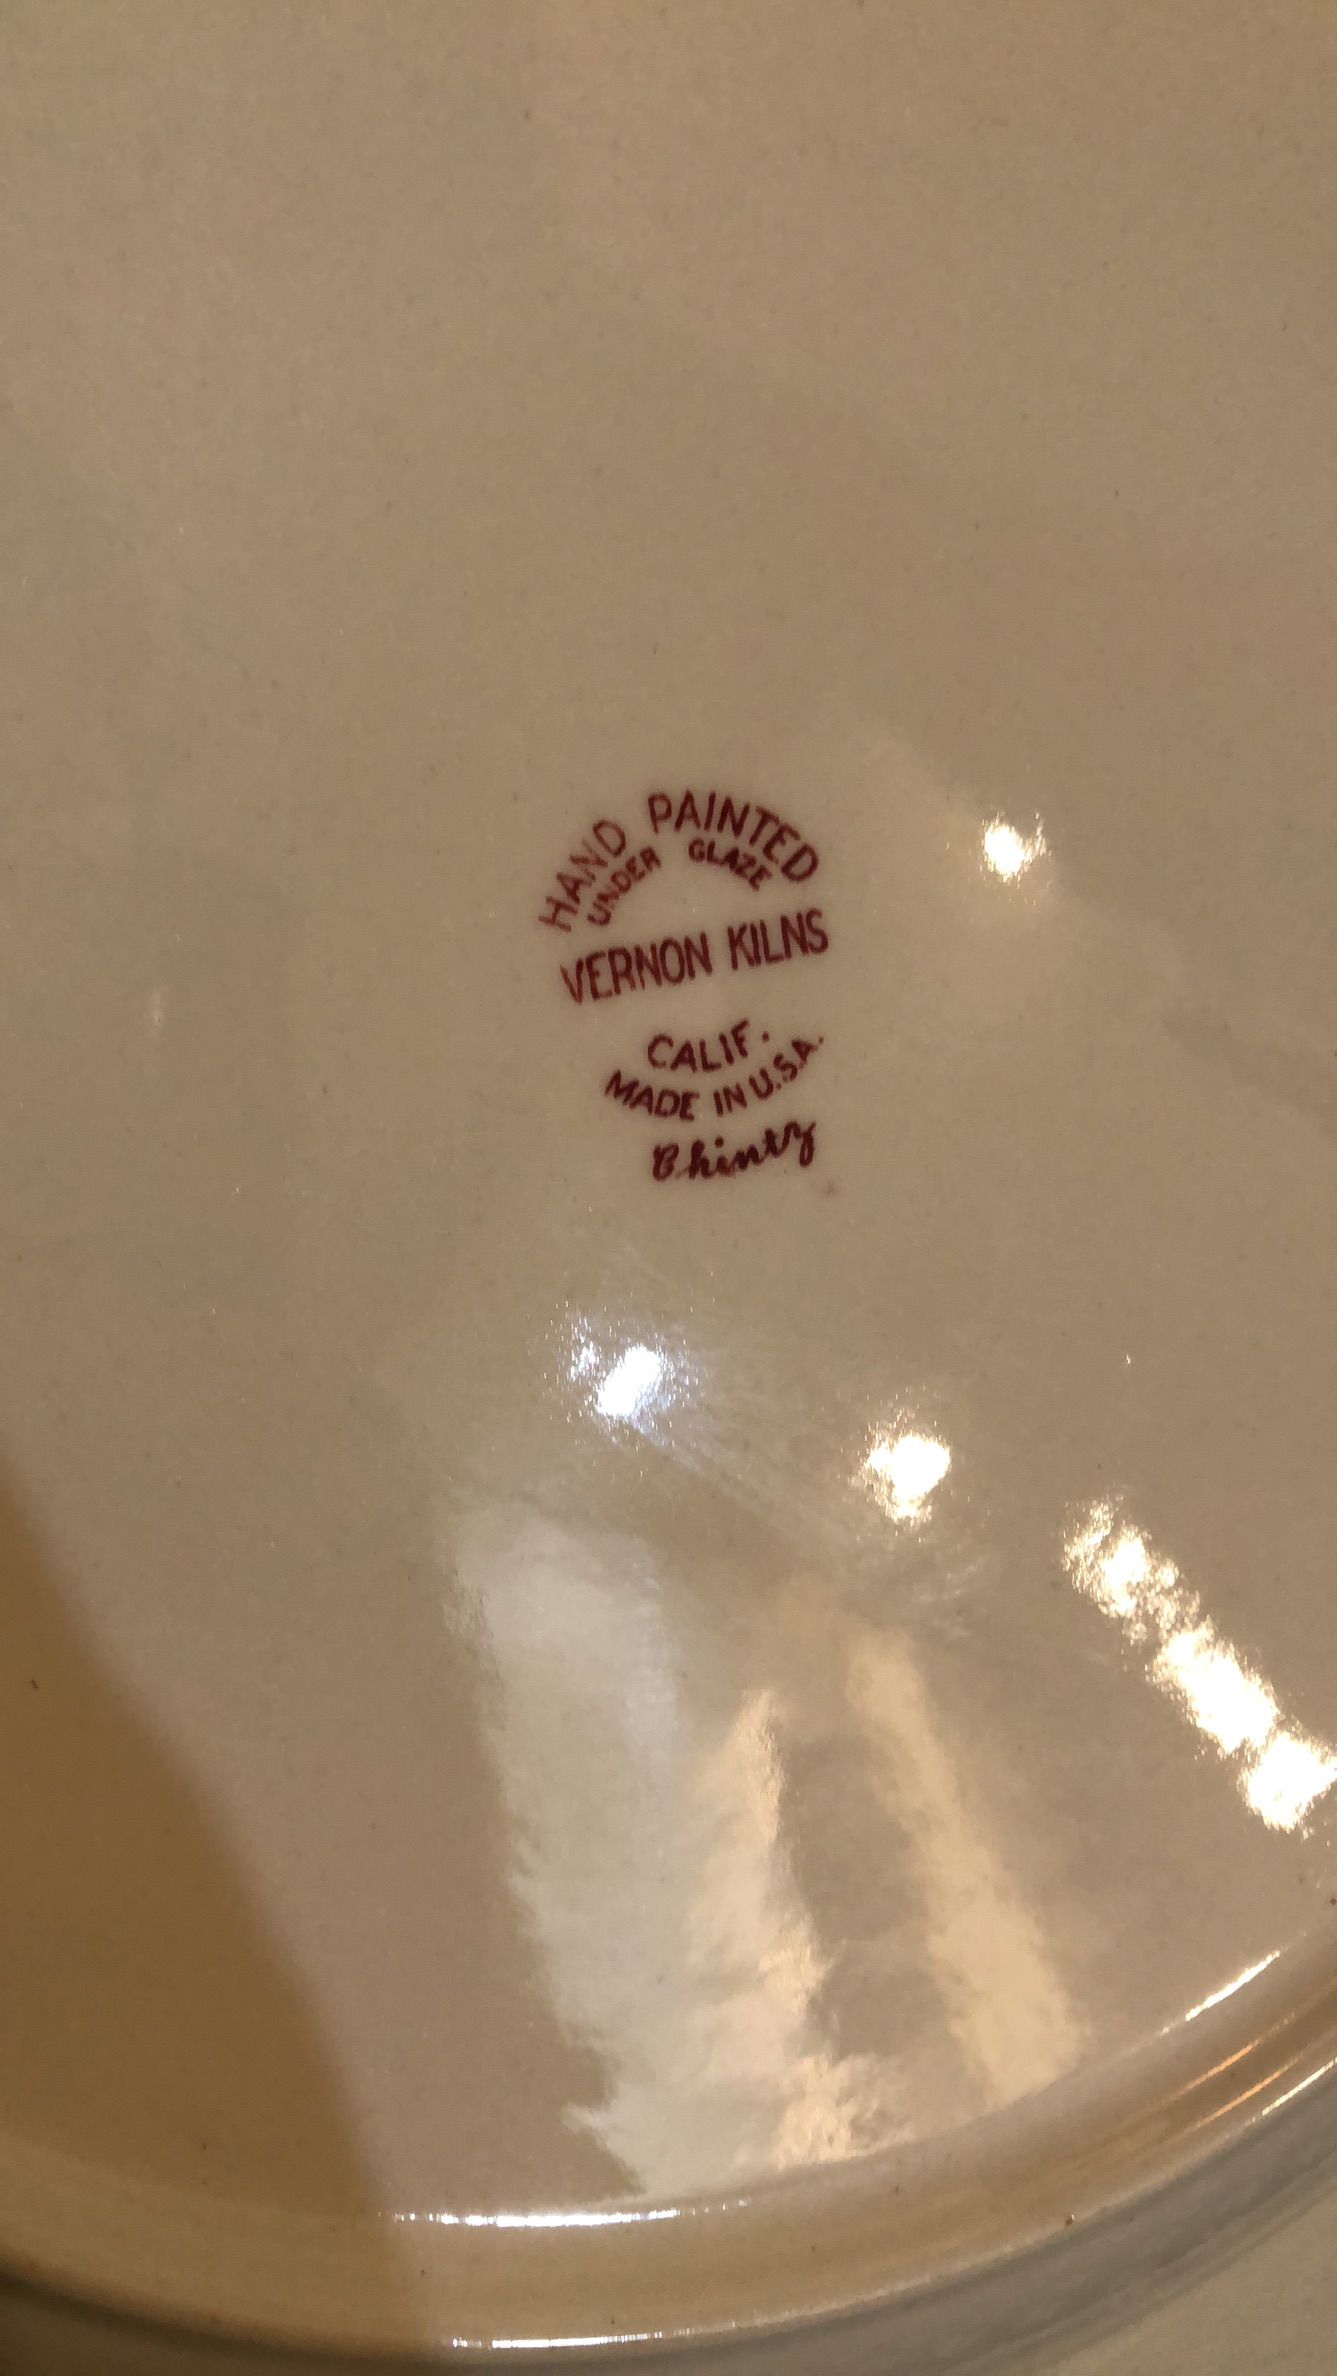 HAND PAINTED
UNDER GLAZE
VERNON KILNS
CALIF.
MADE IN U.S.A.
Chintz